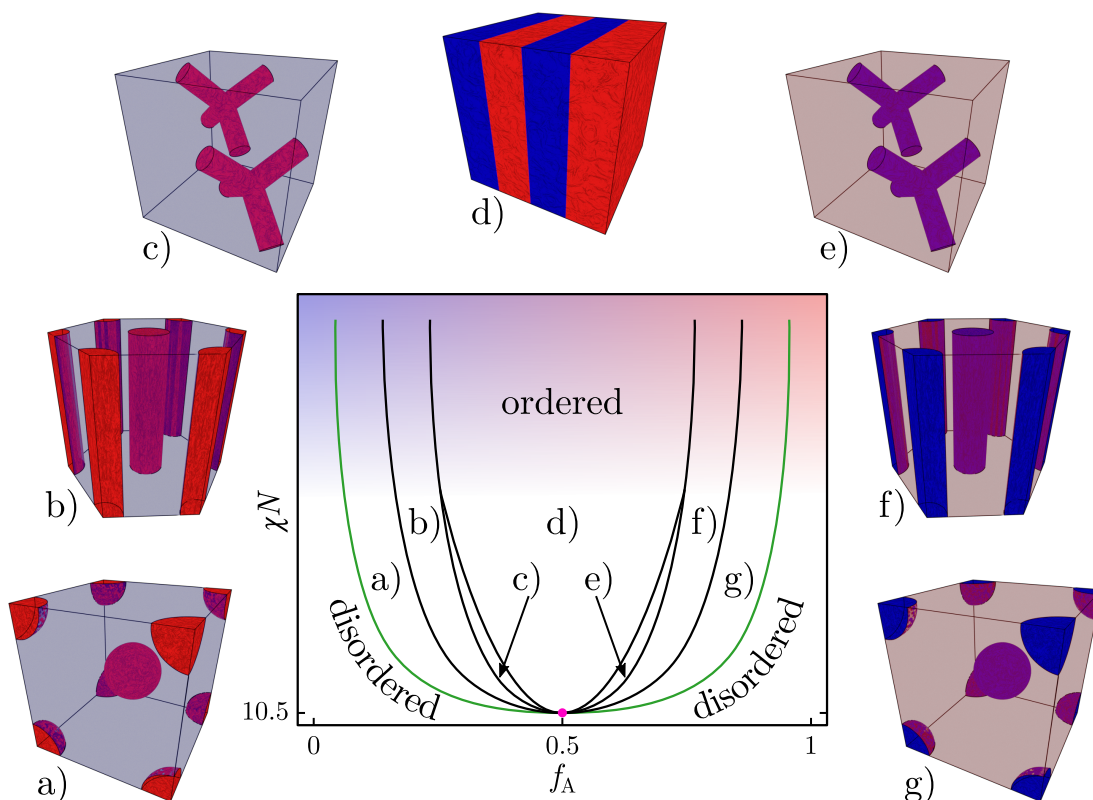 c)
d)
e)
b)
f)
a)
g)
ordered
b)
d)
f)
a)
c)
e)
g)
disordered
disordered
χN
10.5
0
0.5
1
f_A